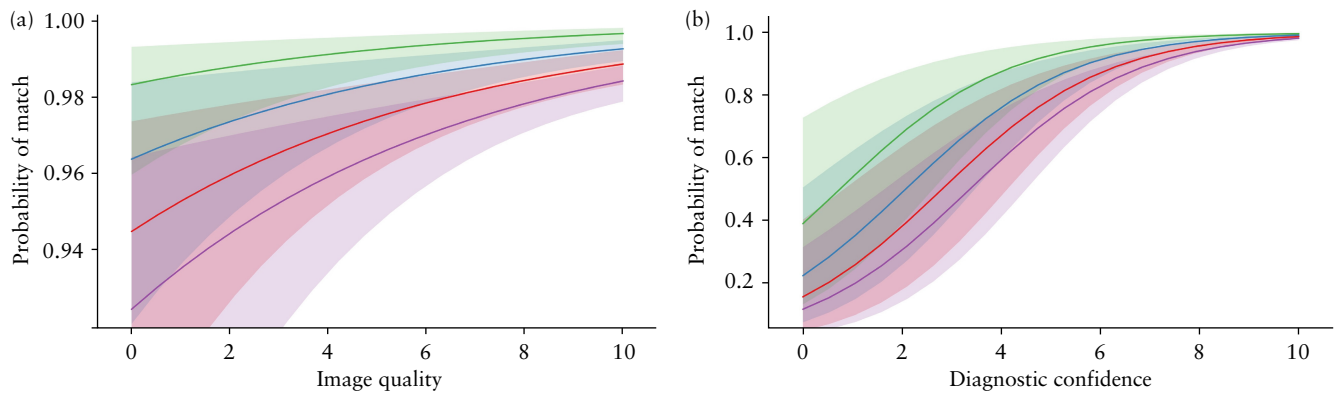 (a)
1.00
0.98
0.96
0.94
Probability of match
0 2 4 6 8 10
Image quality
(b)
1.0
0.8
0.6
0.4
0.2
Probability of match
0 2 4 6 8 10
Diagnostic confidence